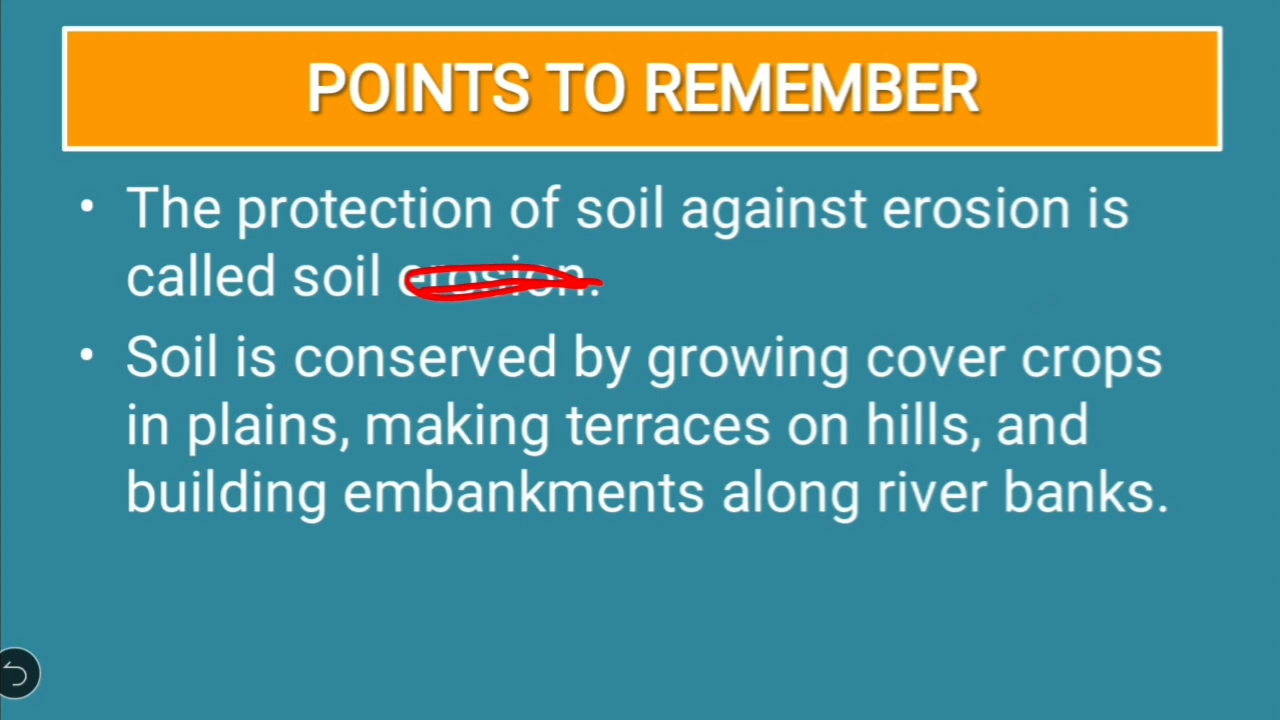 POINTS TO REMEMBER
• The protection of soil against erosion is
called soil erosion.
• Soil is conserved by growing cover crops
in plains, making terraces on hills, and
building embankments along river banks.